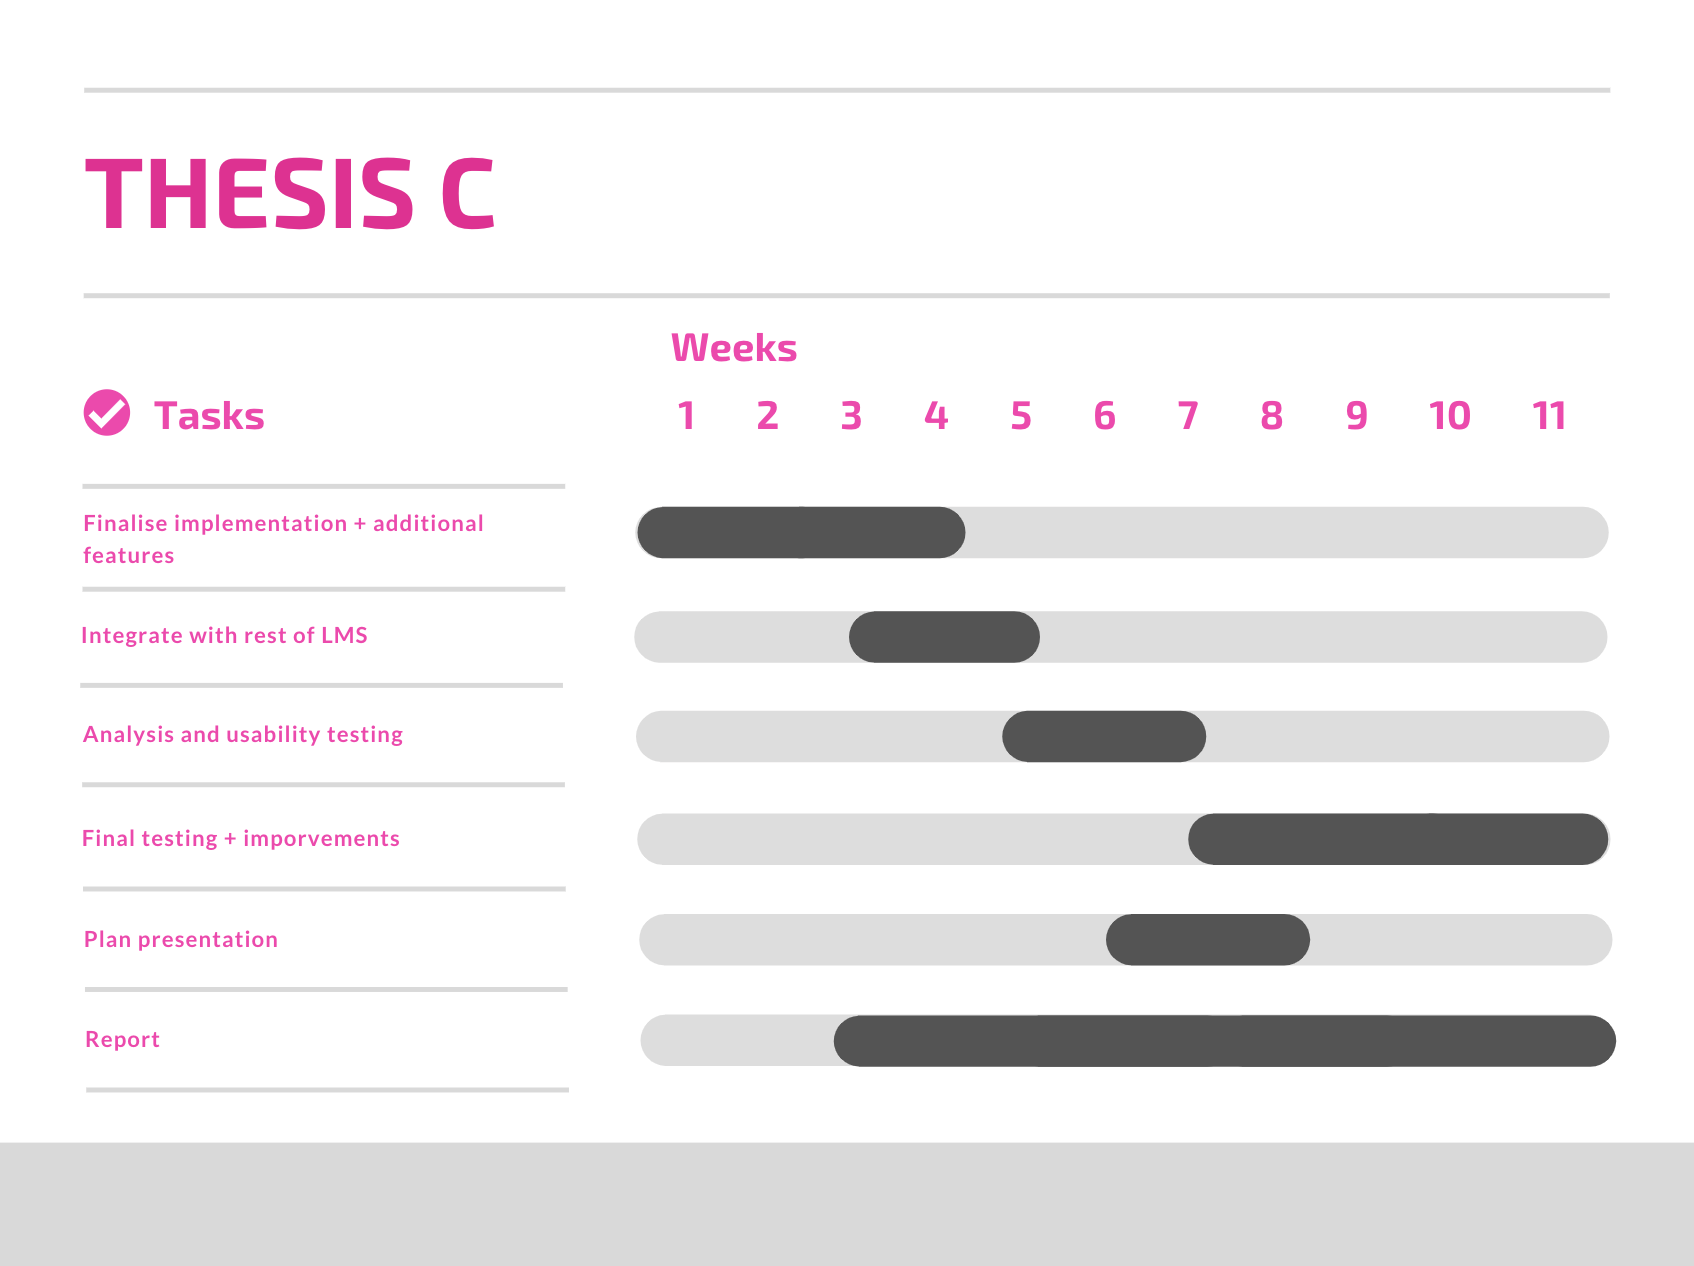 THESIS C
Weeks
Tasks
1 2 3 4 5 6 7 8 9 10 11
Finalise implementation + additional
features
Integrate with rest of LMS
Analysis and usability testing
Final testing + imporvements
Plan presentation
Report